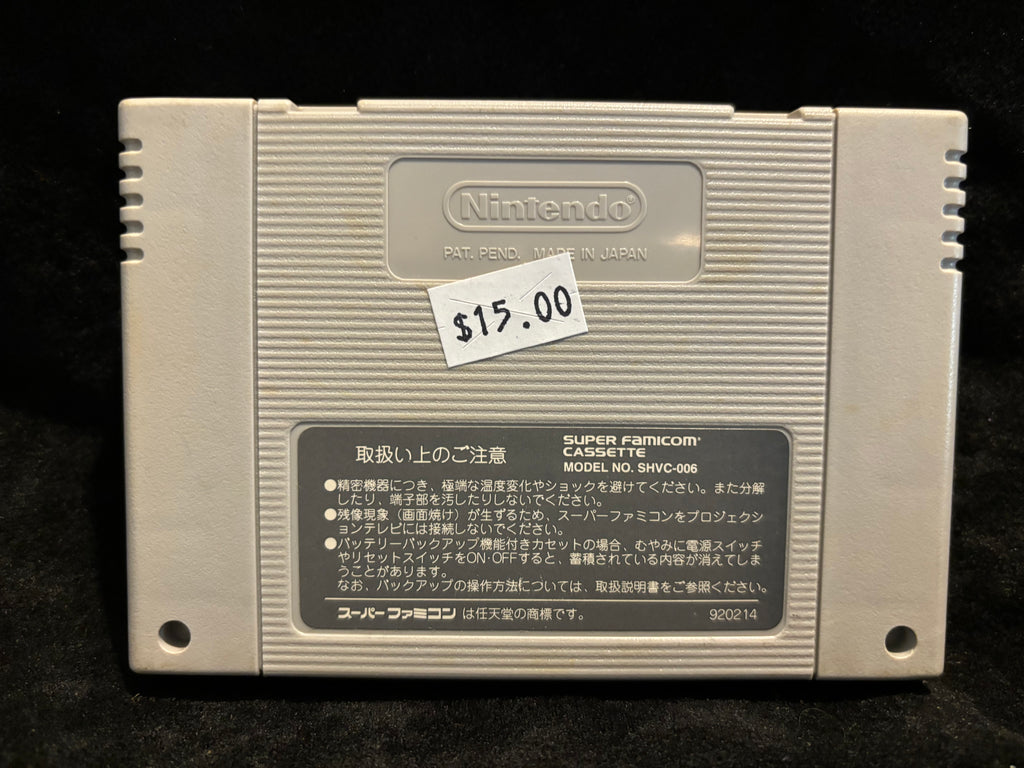 Nintendo®
PAT. PEND. MADE IN JAPAN
$15.00
取扱い上のご注意
SUPER FAMICOM®
CASSETTE
MODEL NO. SHVC-006
●精密機器につき、極端な温度変化やショックを避けてください。また分解
したり、端子部を汚したりしないでください。
●残像現象（画面焼け）が生ずるため、スーパーファミコンをプロジェクシ
ョンテレビには接続しないでください。
●バッテリーバックアップ機能付きカセットの場合、むやみに電源スイッチ
やリセットスイッチをON·OFFすると、蓄積されている内容が消えてしま
うことがあります。
なお、バックアップの操作方法については、取扱説明書をご参照ください。
スーパーファミコン は任天堂の商標です。
920214